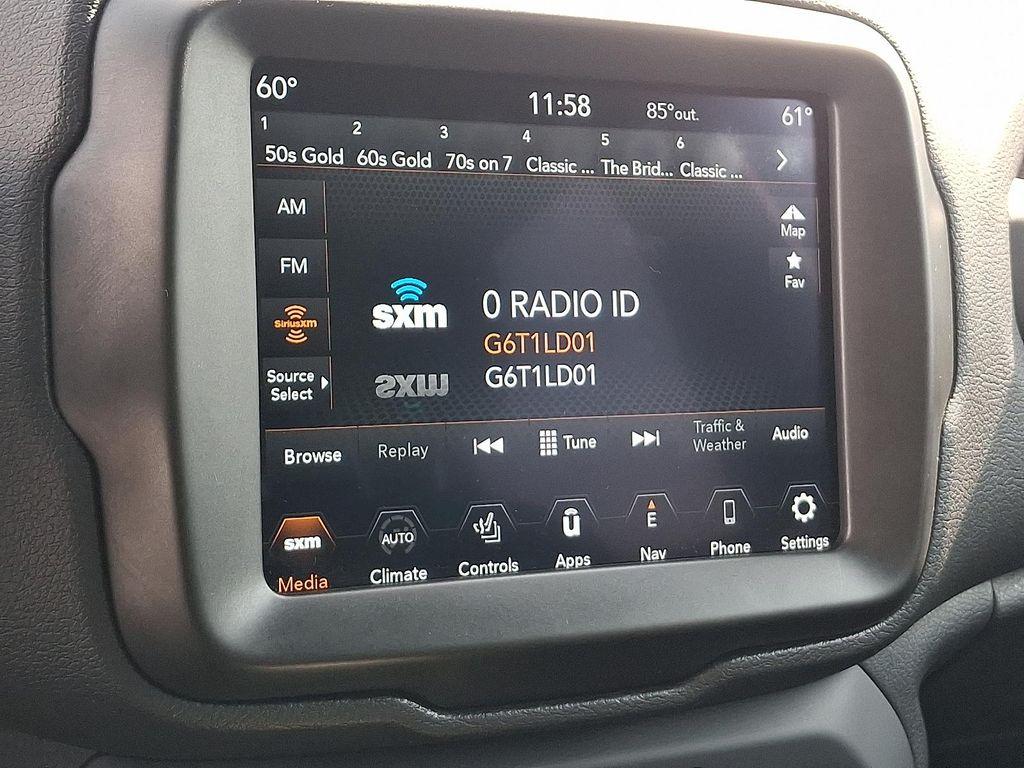 60°
11:58
85°out.
61°
1 2 3 4 5 6
50s Gold 60s Gold 70s on 7 Classic ... The Brid... Classic ...
AM
FM
SiriusXM
Source
Select
Map
Fav
sxm
0 RADIO ID
G6T1LD01
G6T1LD01
sxm
Browse
Replay
Tune
Traffic &
Weather
Audio
sxm
AUTO
ū
E
Media
Climate
Controls
Apps
Nav
Phone
Settings